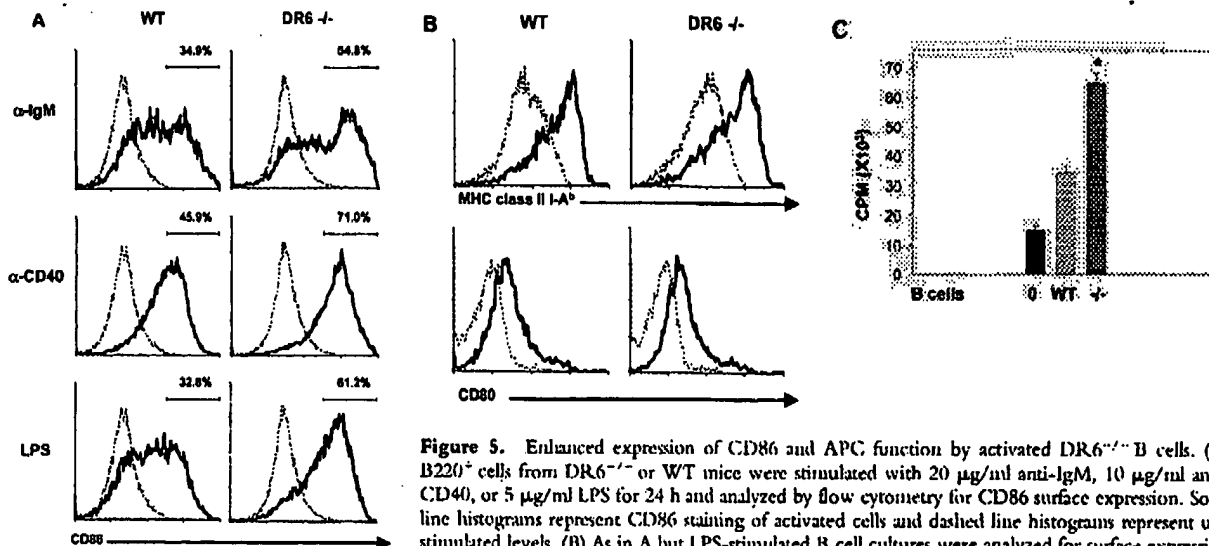 A
WT
DR6 -/-
α-IgM
34.9%
54.8%
α-CD40
45.9%
71.0%
LPS
32.8%
61.2%
CD86
B
WT
DR6 -/-
MHC class II I-Aᵇ
CD80
C
70
60
50
40
30
20
10
0
CPM (X10³)
*
B cells 0 WT -/-
Figure 5. Enhanced expression of CD86 and APC function by activated DR6⁻/⁻ B cells. (
B220⁺ cells from DR6⁻/⁻ or WT mice were stimulated with 20 μg/ml anti-IgM, 10 μg/ml an
CD40, or 5 μg/ml LPS for 24 h and analyzed by flow cytometry for CD86 surface expression. So
line histograms represent CD86 staining of activated cells and dashed line histograms represent u
stimulated levels. (B) As in A but LPS-stimulated B cell cultures were analyzed for surface expressi